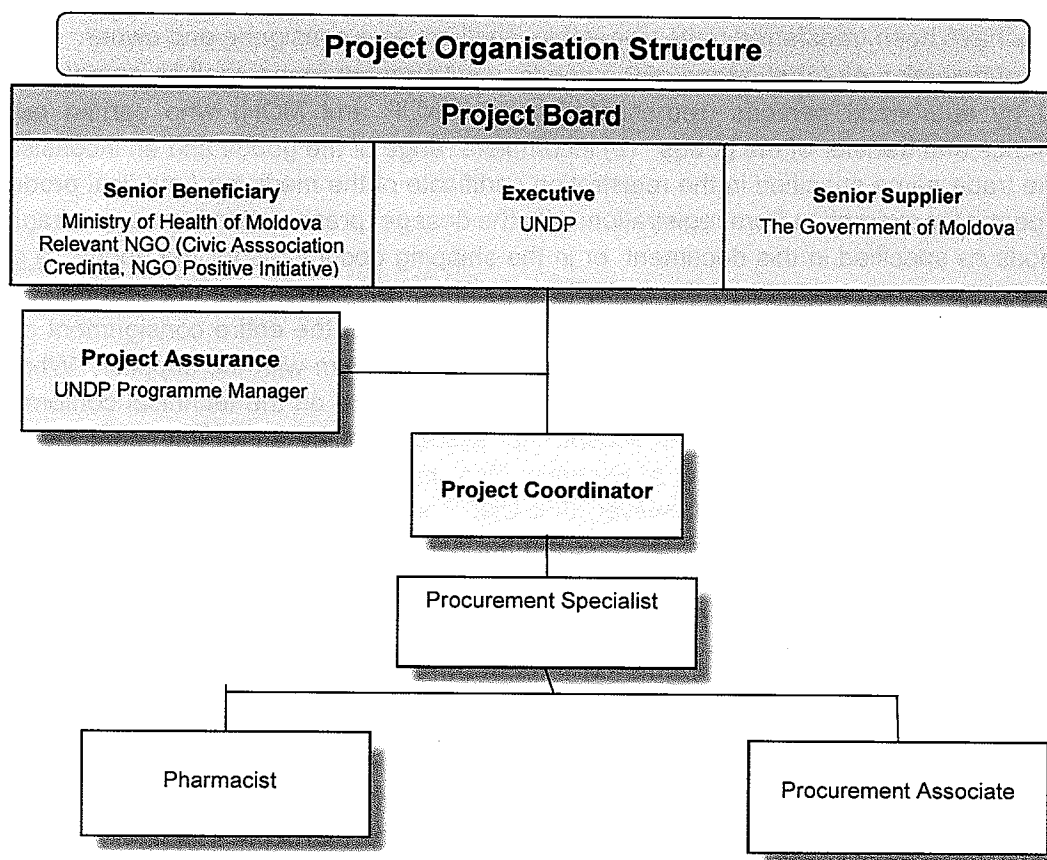 Project Organisation Structure
Project Board
Senior Beneficiary
Ministry of Health of Moldova
Relevant NGO (Civic Asssociation
Credinta, NGO Positive Initiative)
Executive
UNDP
Senior Supplier
The Government of Moldova
Project Assurance
UNDP Programme Manager
Project Coordinator
Procurement Specialist
Pharmacist
Procurement Associate